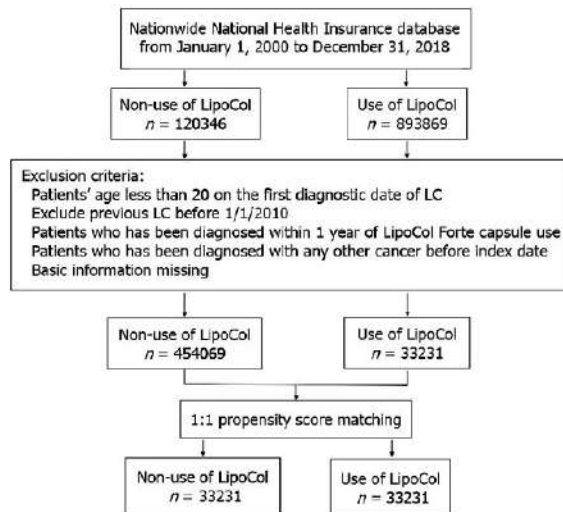 Nationwide National Health Insurance database
from January 1, 2000 to December 31, 2018
Non-use of LipoCol
n = 120346
Use of LipoCol
n = 893869
Exclusion criteria:
Patients' age less than 20 on the first diagnostic date of LC
Exclude previous LC before 1/1/2010
Patients who has been diagnosed within 1 year of LipoCol Forte capsule use
Patients who has been diagnosed with any other cancer before index date
Basic information missing
Non-use of LipoCol
n = 454069
Use of LipoCol
n = 33231
1:1 propensity score matching
Non-use of LipoCol
n = 33231
Use of LipoCol
n = 33231